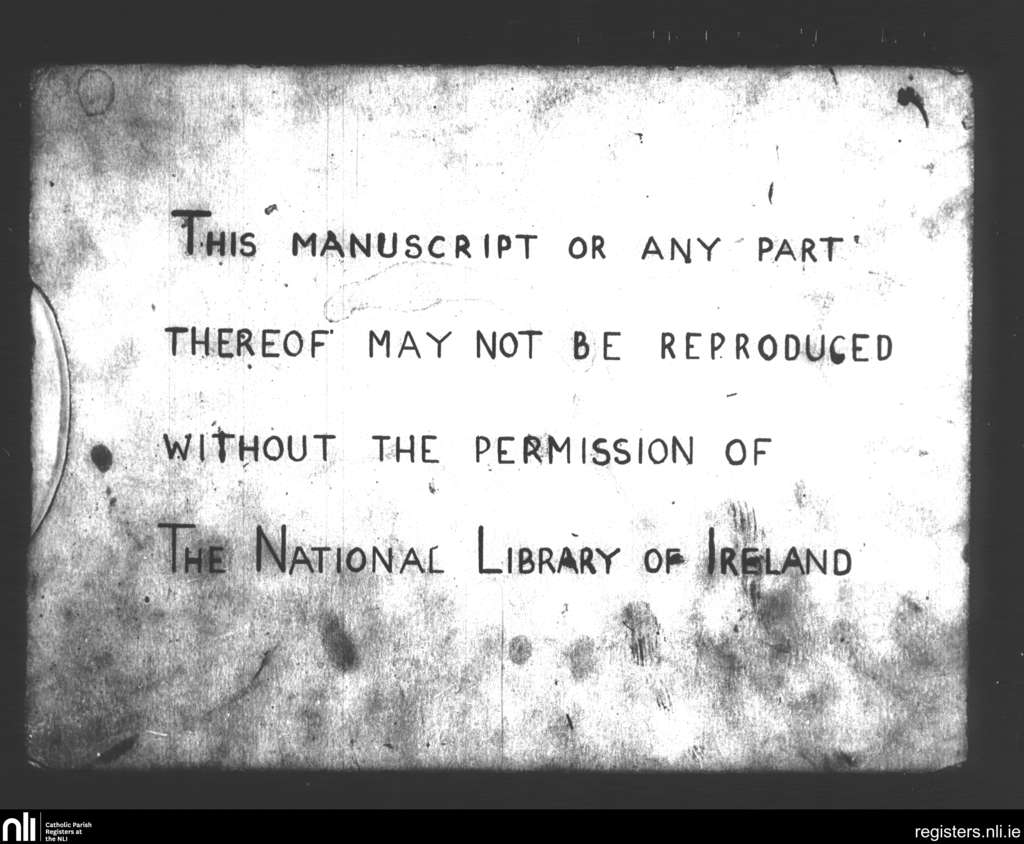 THIS MANUSCRIPT OR ANY PART
THEREOF MAY NOT BE REPRODUCED
WITHOUT THE PERMISSION OF
THE NATIONAL LIBRARY OF IRELAND
nli
Catholic Parish
Registers at
the NLI
registers.nli.ie